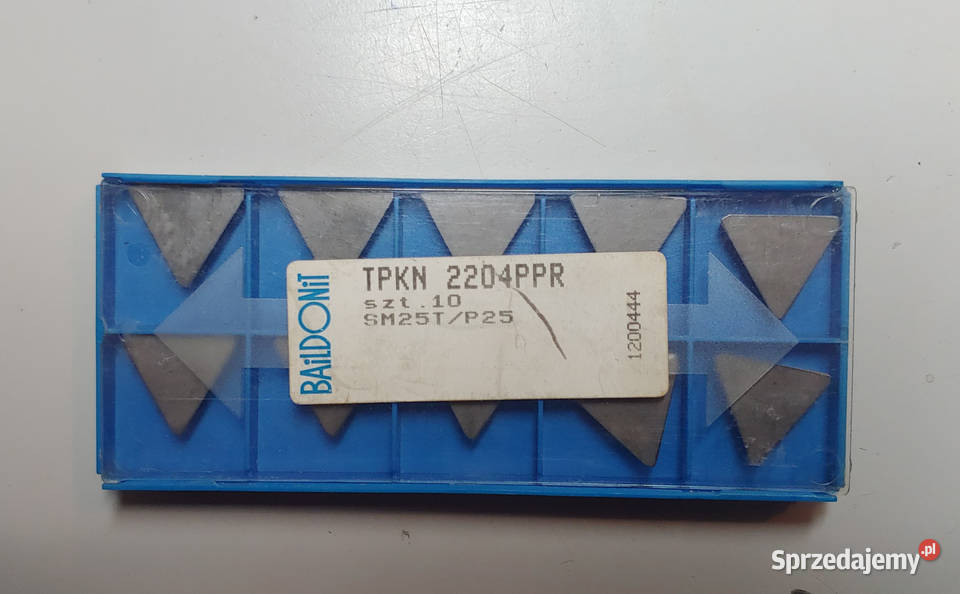 BAiLDONiT
TPKN 2204PPR
szt.10
SM25T/P25
1200444
Sprzedajemy.pl